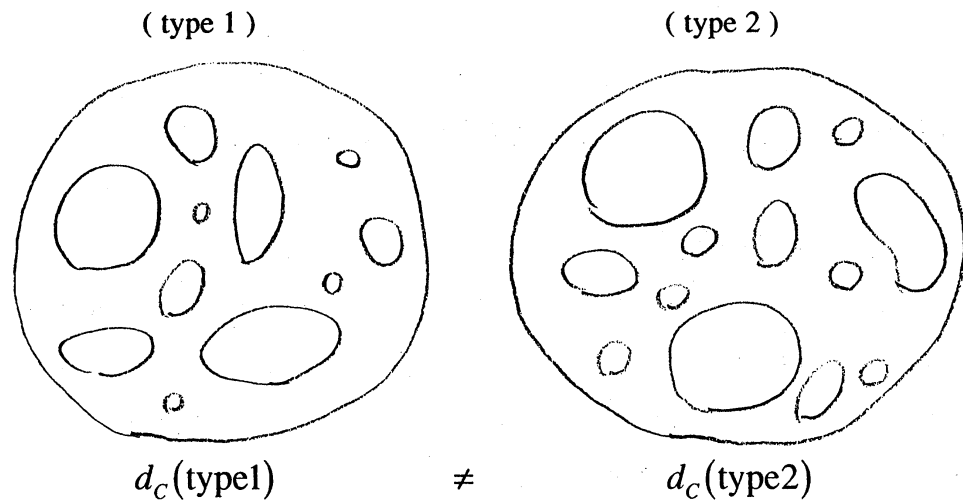 ( type 1 ) ( type 2 )
d_C(type1) ≠ d_C(type2)